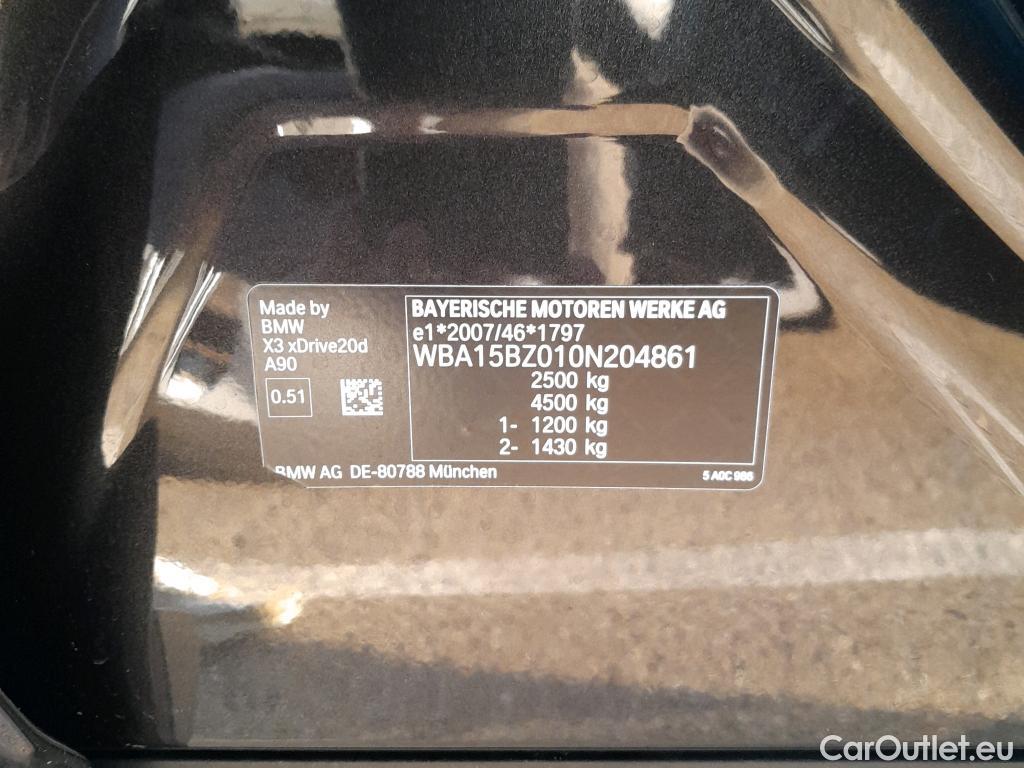 Made by
BMW
X3 xDrive20d
A90
0.51
BAYERISCHE MOTOREN WERKE AG
e1*2007/46*1797
WBA15BZ010N204861
2500 kg
4500 kg
1- 1200 kg
2- 1430 kg
BMW AG DE-80788 München
5 A0C 986
CarOutlet.eu